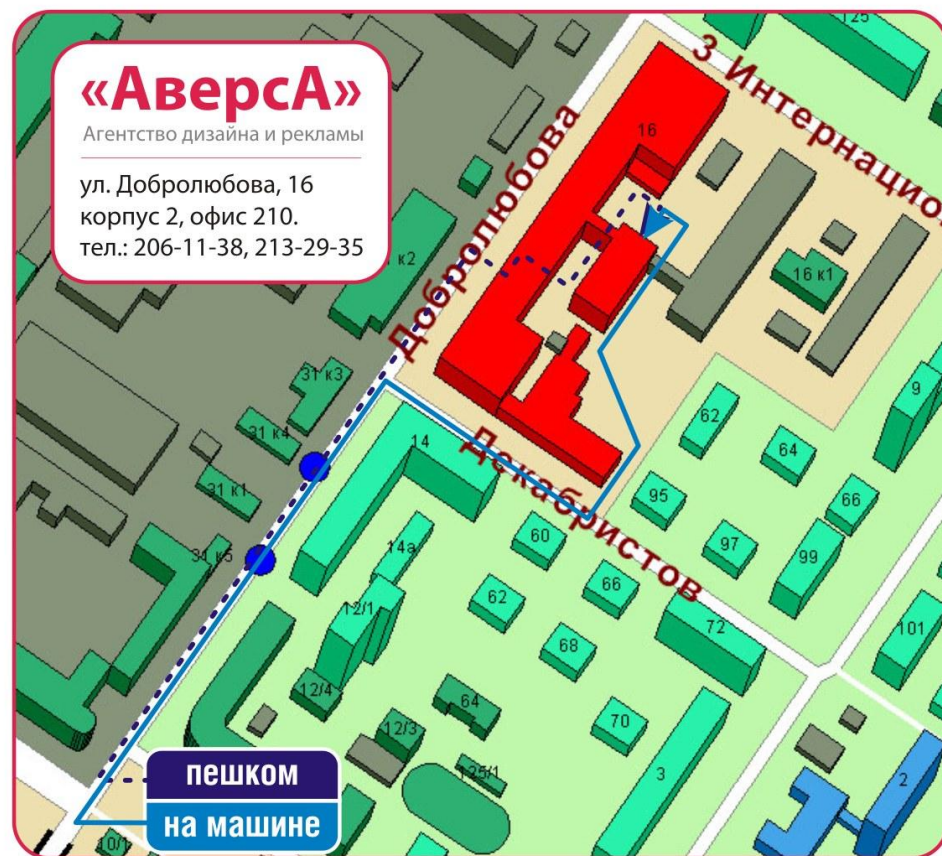 «АверсА»
Агентство дизайна и рекламы
ул. Добролюбова, 16
корпус 2, офис 210.
тел.: 206-11-38, 213-29-35
125
3 Интернацио
16
Добролюбова
к2
16 к1
31 к3
31 к4
31 к1
31 к5
14
Декабристов
62
9
64
95
66
97
99
60
14а
66
62
12/1
72
101
68
12/4
64
12/3
70
125/1
3
2
10/1
пешком
на машине